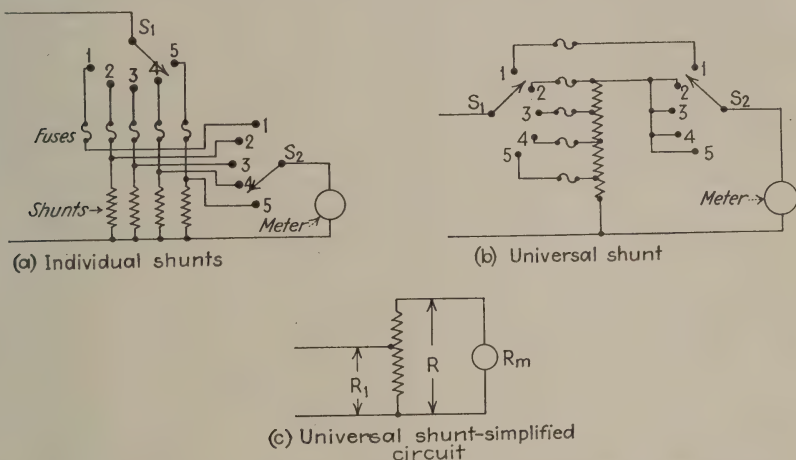 S1
1
2
3
4
5
Fuses
Shunts
1
2
3
4
5
S2
Meter
(a) Individual shunts
S1
1
2
3
4
5
1
2
3
4
5
S2
Meter
(b) Universal shunt
R1
R
Rm
(c) Universal shunt-simplified
circuit